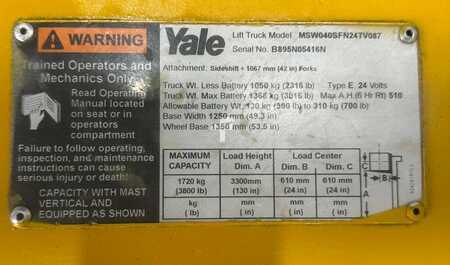 WARNING
Trained Operators and
Mechanics Only
Read Operating
Manual located
on seat or in
operators
compartment
Failure to follow operating,
inspection, and maintenance
instructions can cause
serious injury or death!
CAPACITY WITH MAST
VERTICAL AND
EQUIPPED AS SHOWN
Yale
Lift Truck Model MSW040SFN24TV087
Serial No. B895N05416N
Attachment: Sideshift + 1067 mm (42 in) Forks
Truck Wt. Less Battery 1050 kg (2316 lb) Type E, 24 Volts
Truck Wt. Max Battery 1366 kg (3016 lb) Max A.H.(6 Hr Rt) 510
Allowable Battery Wt. 130 kg (390 lb) to 310 kg (700 lb)
Base Width 1250 mm (49.3 in)
Wheel Base 1356 mm (53.5 in)
MAXIMUM CAPACITY Load Height Dim. A Load Center Dim. B Dim. C
1720 kg (3800 lb) 3300mm (130 in) 610 mm (24 in) 610 mm (24 in)
kg ( lb) mm ( in) mm ( in) mm ( in)
C
B
A